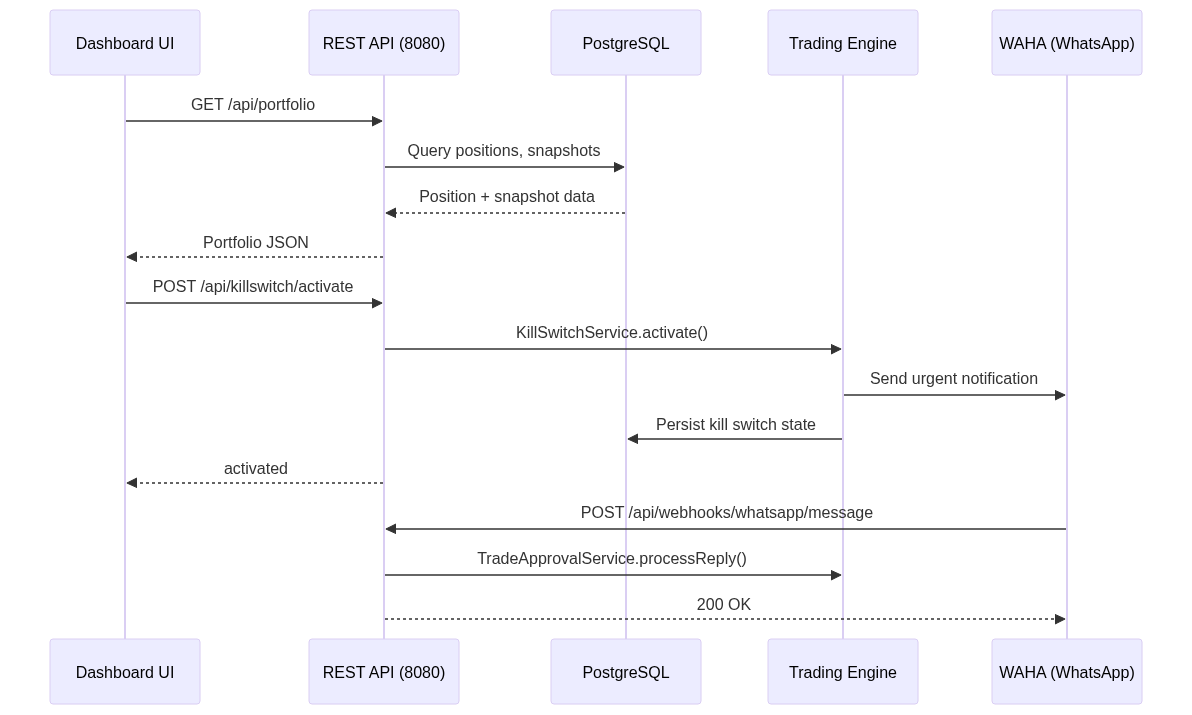 Dashboard UI
REST API (8080)
PostgreSQL
Trading Engine
WAHA (WhatsApp)
GET /api/portfolio
Query positions, snapshots
Position + snapshot data
Portfolio JSON
POST /api/killswitch/activate
KillSwitchService.activate()
Send urgent notification
Persist kill switch state
activated
POST /api/webhooks/whatsapp/message
TradeApprovalService.processReply()
200 OK
Dashboard UI
REST API (8080)
PostgreSQL
Trading Engine
WAHA (WhatsApp)